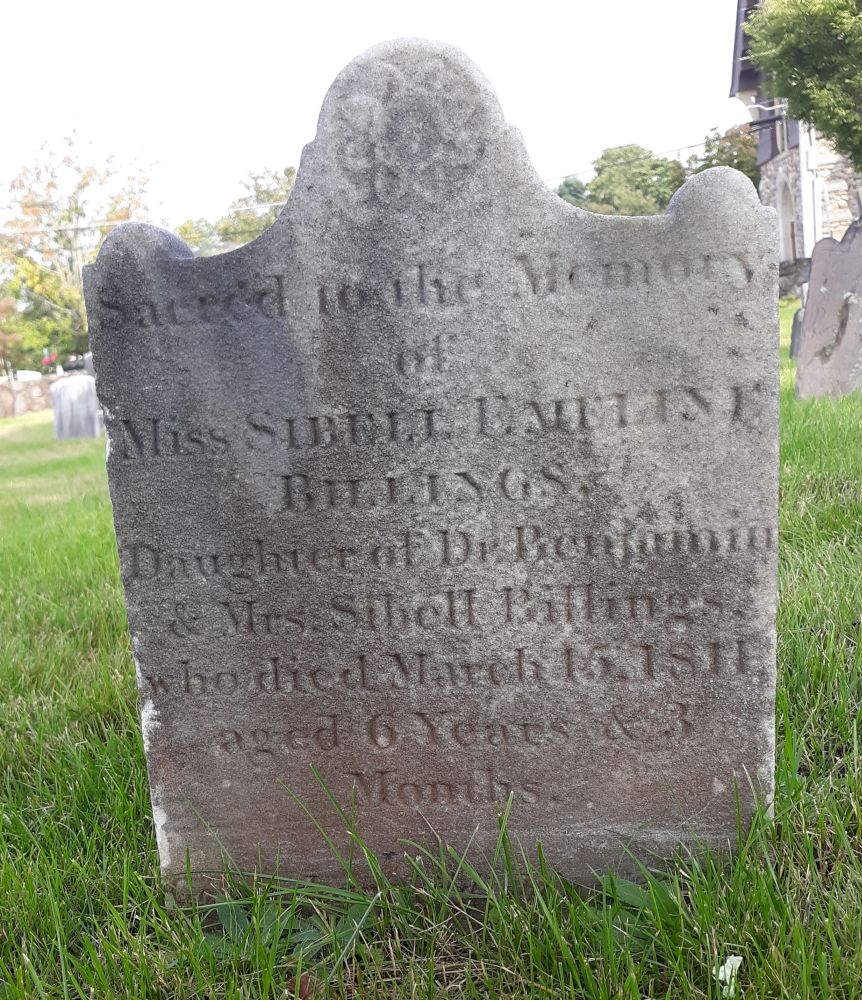 Sacred to the Memory
of
Miss SIBELL EMELINE
BILLINGS,
Daughter of Dr. Benjamin
& Mrs. Sibell Billings,
who died March 15, 1811,
aged 6 Years & 3
Months.